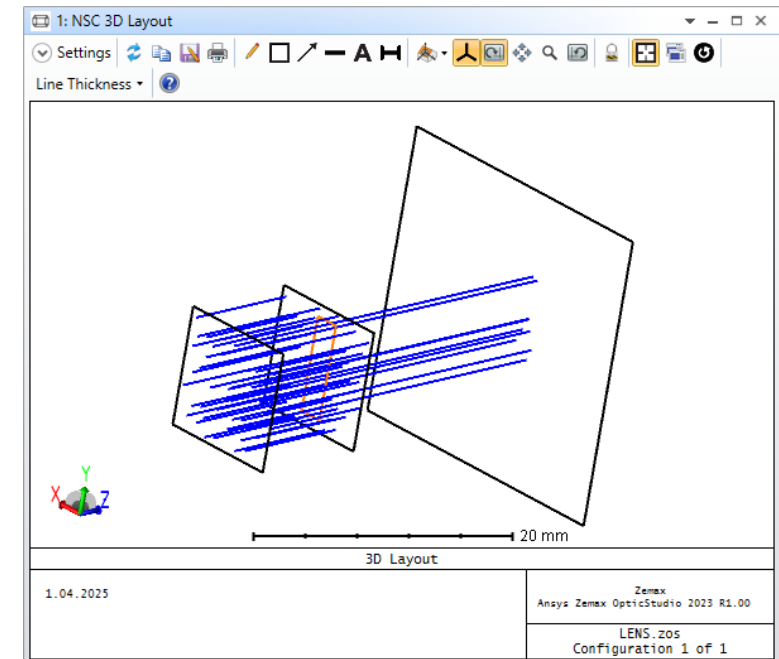 1: NSC 3D Layout
Settings
A
Line Thickness
Y
X
Z
20 mm
3D Layout
1.04.2025
Zemax
Ansys Zemax OpticStudio 2023 R1.00
LENS.zos
Configuration 1 of 1